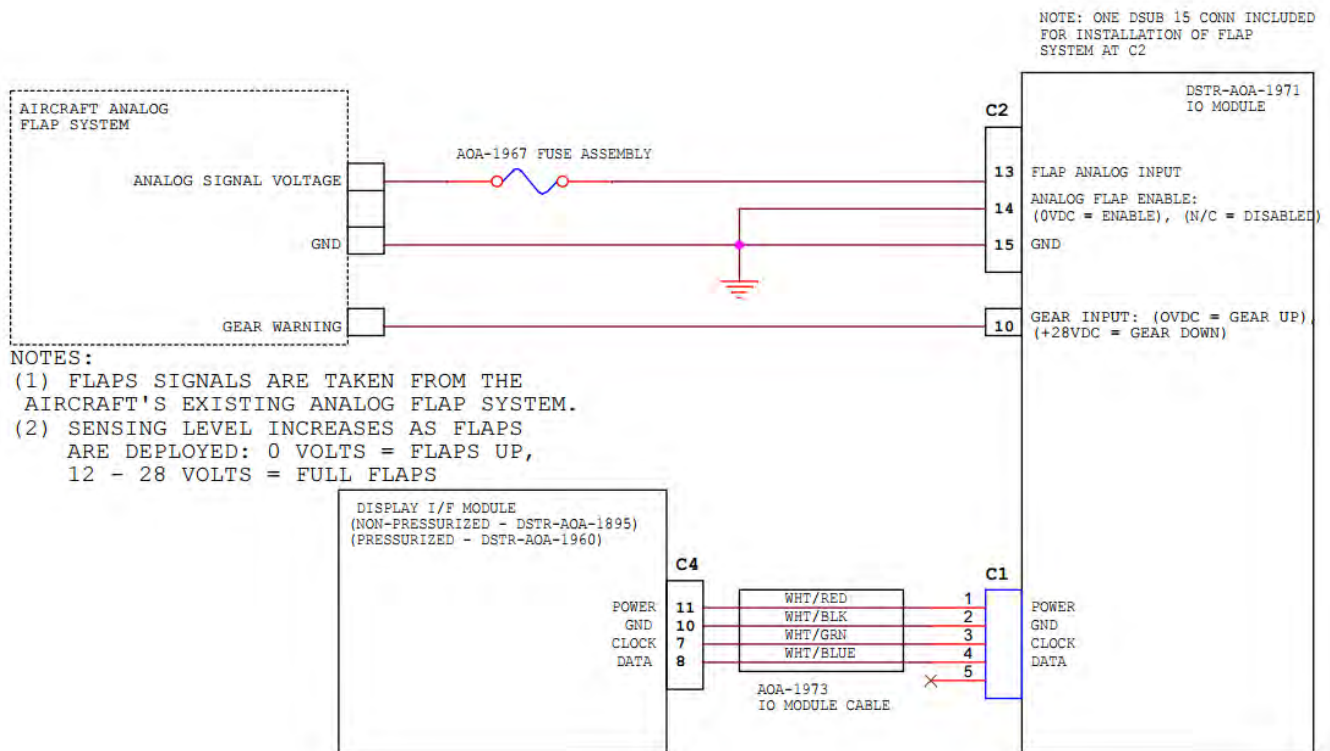 NOTE: ONE DSUB 15 CONN INCLUDED
FOR INSTALLATION OF FLAP
SYSTEM AT C2
AIRCRAFT ANALOG
FLAP SYSTEM
ANALOG SIGNAL VOLTAGE
GND
GEAR WARNING
AOA-1967 FUSE ASSEMBLY
C2
13
14
15
10
DSTR-AOA-1971
IO MODULE
FLAP ANALOG INPUT
ANALOG FLAP ENABLE:
(0VDC = ENABLE), (N/C = DISABLED)
GND
GEAR INPUT: (0VDC = GEAR UP),
(+28VDC = GEAR DOWN)
NOTES:
(1) FLAPS SIGNALS ARE TAKEN FROM THE
AIRCRAFT'S EXISTING ANALOG FLAP SYSTEM.
(2) SENSING LEVEL INCREASES AS FLAPS
ARE DEPLOYED: 0 VOLTS = FLAPS UP,
12 - 28 VOLTS = FULL FLAPS
DISPLAY I/F MODULE
(NON-PRESSURIZED - DSTR-AOA-1895)
(PRESSURIZED - DSTR-AOA-1960)
C4
POWER 11
GND 10
CLOCK 7
DATA 8
WHT/RED
WHT/BLK
WHT/GRN
WHT/BLUE
AOA-1973
IO MODULE CABLE
C1
1 POWER
2 GND
3 CLOCK
4 DATA
5